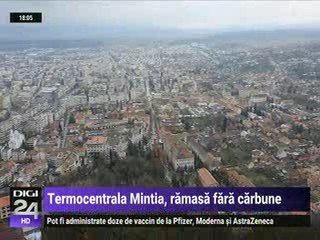 18:05
Termocentrala Mintia, rămasă fără cărbune
DIGI
24
HD
Pot fi administrate doze de vaccin de la Pfizer, Moderna și AstraZeneca